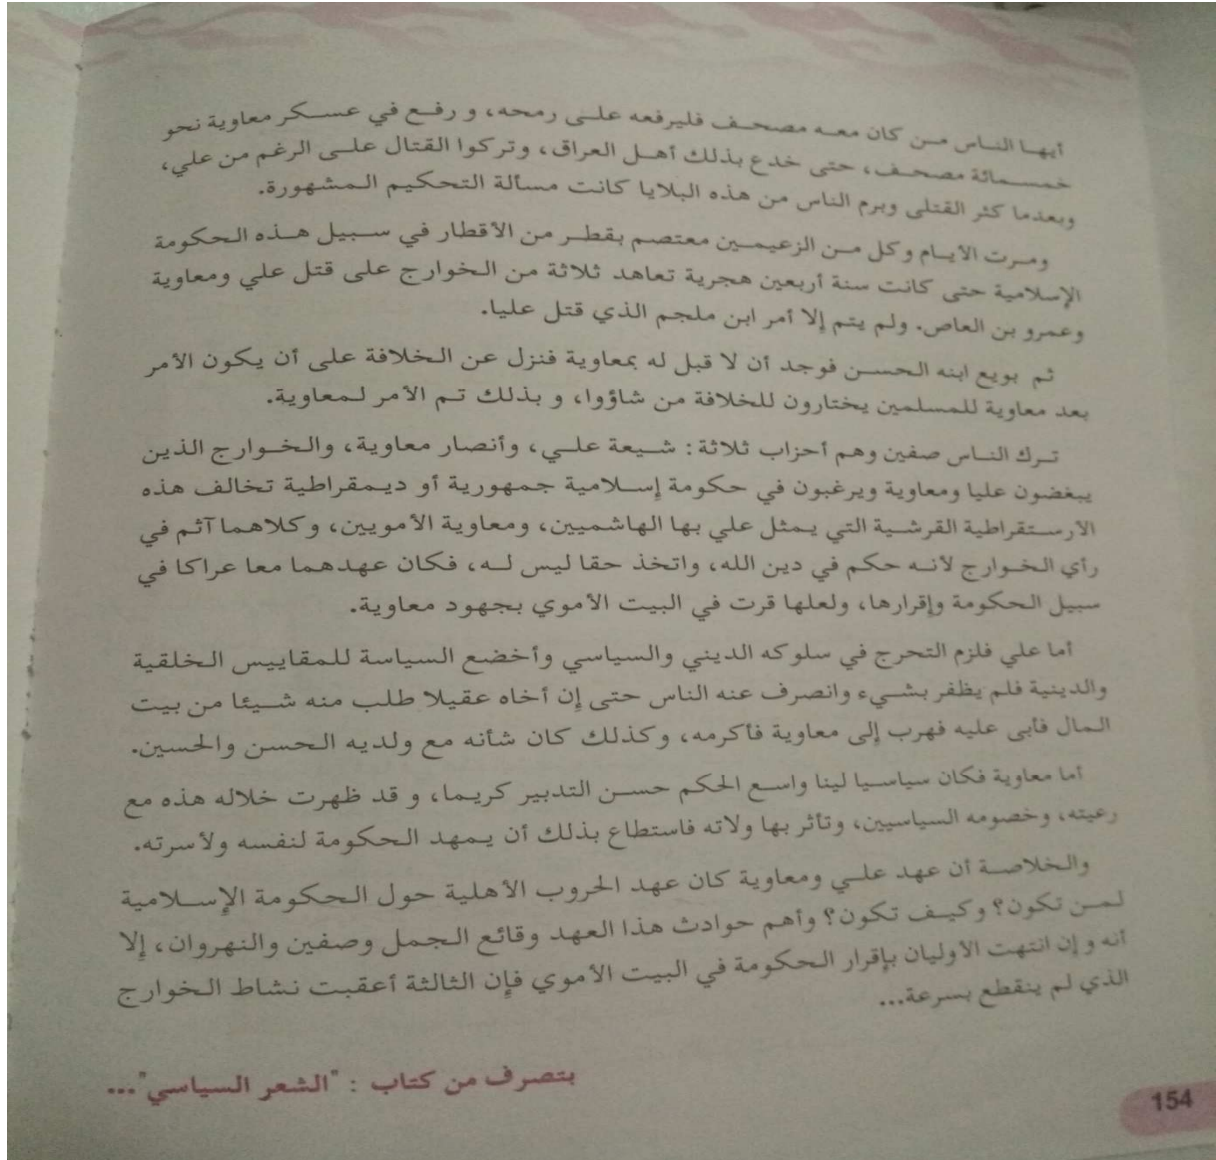 أيها الناس من كان معه مصحف فليرفعه على رمحه، و رفع في عسكر معاوية نحو
خمسمائة مصحف، حتى خدع بذلك أهل العراق، وتركوا القتال على الرغم من علي،
وبعدما كثر القتلى وبرم الناس من هذه البلايا كانت مسألة التحكيم المشهورة.
ومرت الأيام وكل من الزعيمين معتصم بقطر من الأقطار في سبيل هذه الحكومة
الإسلامية حتى كانت سنة أربعين هجرية تعاهد ثلاثة من الخوارج على قتل علي ومعاوية
وعمرو بن العاص. ولم يتم إلا أمر ابن ملجم الذي قتل عليا.
ثم بويع ابنه الحسن فوجد أن لا قبل له بمعاوية فنزل عن الخلافة على أن يكون الأمر
بعد معاوية للمسلمين يختارون للخلافة من شاؤوا، و بذلك تم الأمر لمعاوية.
ترك الناس صفين وهم أحزاب ثلاثة : شيعة علي، وأنصار معاوية، والخوارج الذين
يبغضون عليا ومعاوية ويرغبون في حكومة إسلامية جمهورية أو ديمقراطية تخالف هذه
الارستقراطية القرشية التي يمثل علي بها الهاشميين، ومعاوية الأمويين، وكلاهما آثم في
رأي الخوارج لأنه حكم في دين الله، واتخذ حقا ليس له، فكان عهدهما معا عراكا في
سبيل الحكومة وإقرارها، ولعلها قرت في البيت الأموي بجهود معاوية.
أما علي فلزم التحرج في سلوكه الديني والسياسي وأخضع السياسة للمقاييس الخلقية
والدينية فلم يظفر بشيء وانصرف عنه الناس حتى إن أخاه عقيلا طلب منه شيئا من بيت
المال فأبى عليه فهرب إلى معاوية فأكرمه، وكذلك كان شأنه مع ولديه الحسن والحسين.
أما معاوية فكان سياسيا لينا واسع الحكم حسن التدبير كريما، و قد ظهرت خلاله هذه مع
رعيته، وخصومه السياسيين، وتأثر بها ولاته فاستطاع بذلك أن يمهد الحكومة لنفسه ولأسرته.
والخلاصة أن عهد علي ومعاوية كان عهد الحروب الأهلية حول الحكومة الإسلامية
لمن تكون؟ وكيف تكون؟ وأهم حوادث هذا العهد وقائع الجمل وصفين والنهروان، إلا
أنه و إن انتهت الأوليان بإقرار الحكومة في البيت الأموي فإن الثالثة أعقبت نشاط الخوارج
الذي لم ينقطع بسرعة...
بتصرف من كتاب : "الشعر السياسي"...
154